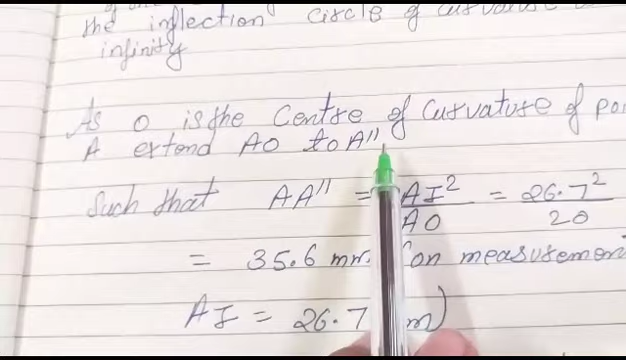 the inflection circle of curvature
infinity
As O is the Centre of Curvature of
A extend AO to A"
Such that AA" = AI² / AO = 26.7² / 20
= 35.6 mm (on measurement
AI = 26.7 m)